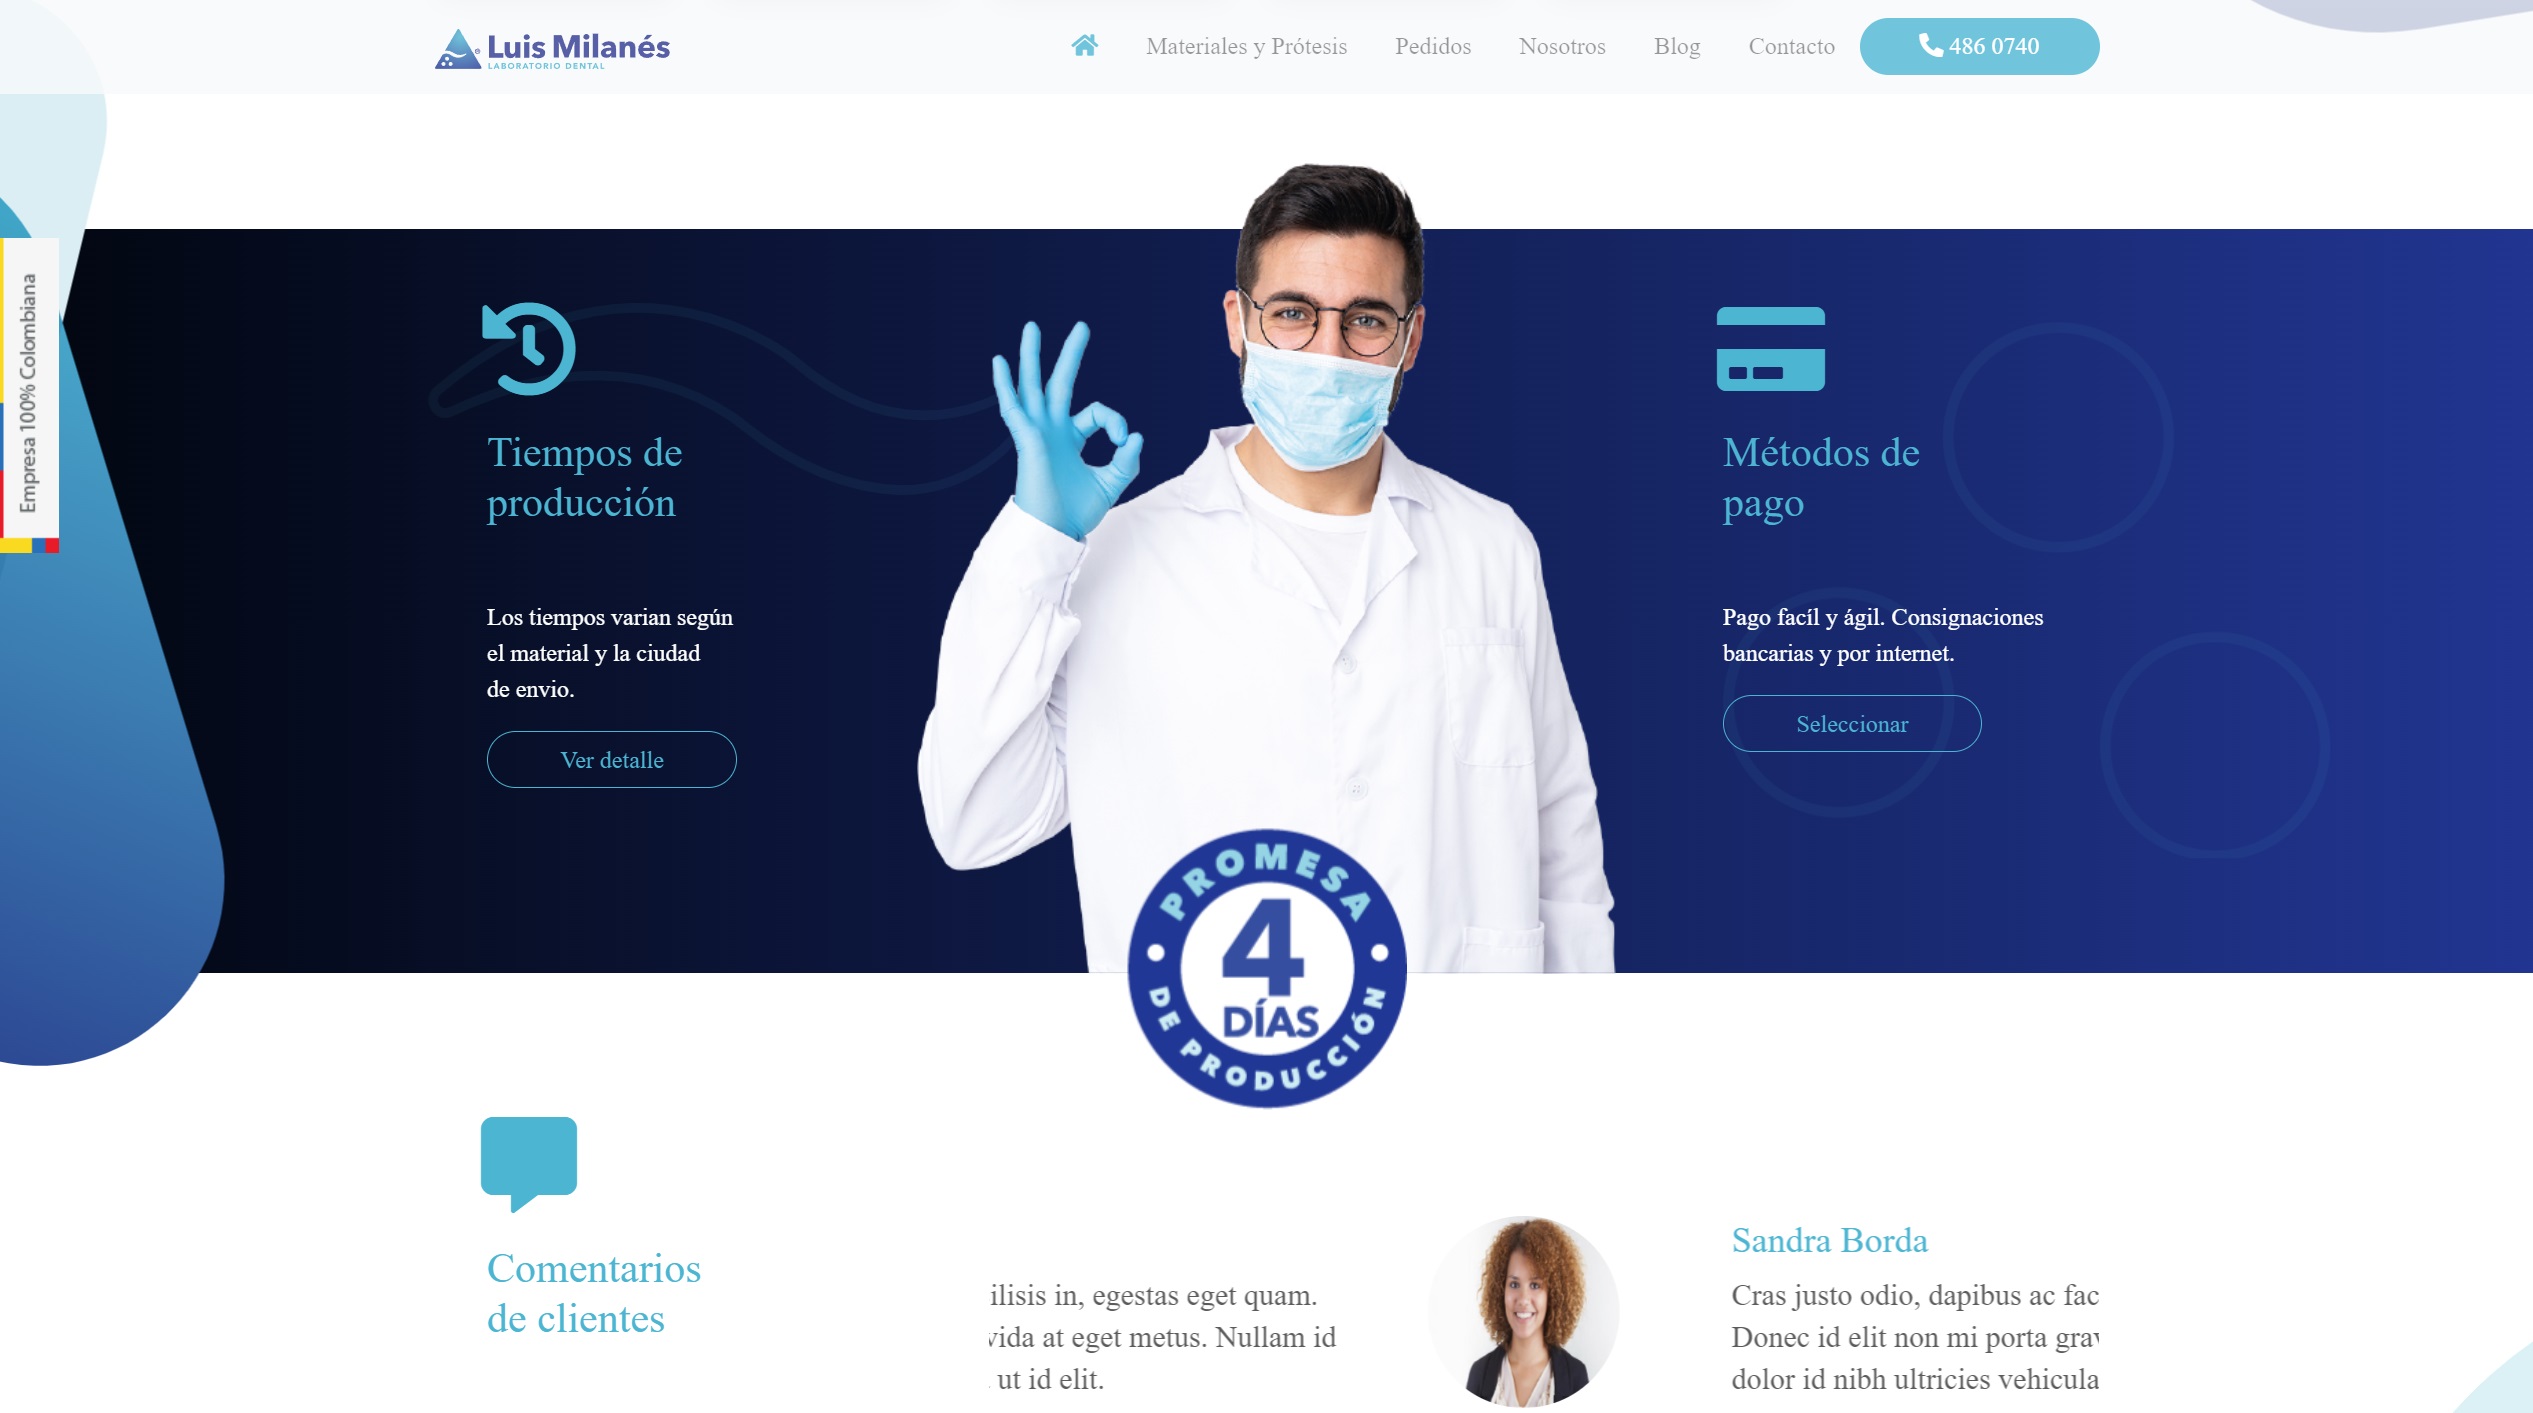 Luis Milanés
LABORATORIO DENTAL
Materiales y Prótesis
Pedidos
Nosotros
Blog
Contacto
486 0740
Empresa 100% Colombiana
Tiempos de
producción
Los tiempos varian según
el material y la ciudad
de envio.
Ver detalle
Métodos de
pago
Pago facíl y ágil. Consignaciones
bancarias y por internet.
Seleccionar
PROMESA
4
DÍAS
DE PRODUCCIÓN
Comentarios
de clientes
ilisis in, egestas eget quam.
vida at eget metus. Nullam id
ut id elit.
Sandra Borda
Cras justo odio, dapibus ac fac
Donec id elit non mi porta grav
dolor id nibh ultricies vehicula